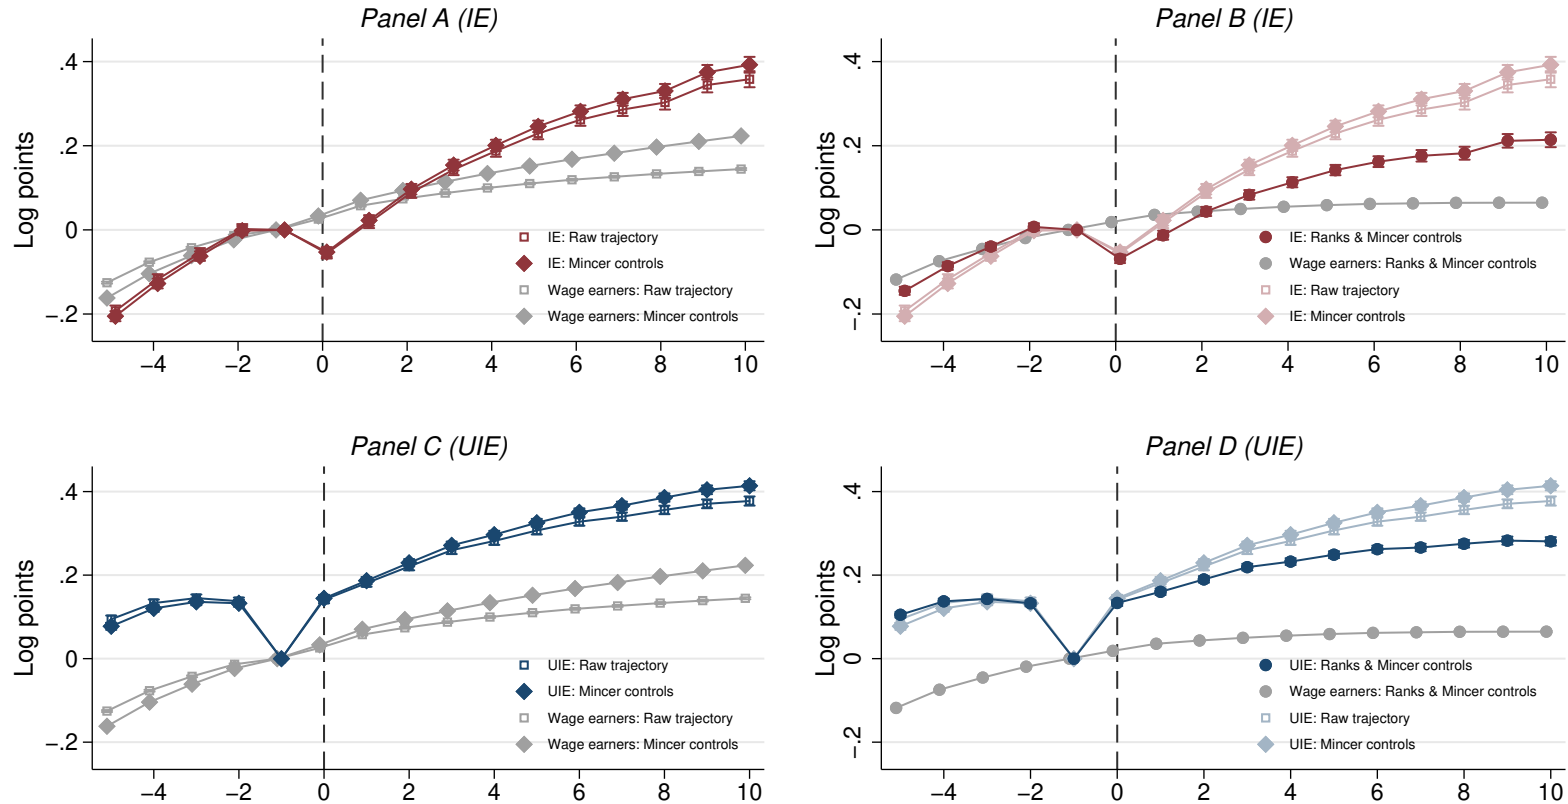 Panel A (IE)
Log points
.4
.2
0
−.2
IE: Raw trajectory
IE: Mincer controls
Wage earners: Raw trajectory
Wage earners: Mincer controls
−4 −2 0 2 4 6 8 10
Panel B (IE)
Log points
.4
.2
0
−.2
IE: Ranks & Mincer controls
Wage earners: Ranks & Mincer controls
IE: Raw trajectory
IE: Mincer controls
−4 −2 0 2 4 6 8 10
Panel C (UIE)
Log points
.4
.2
0
−.2
UIE: Raw trajectory
UIE: Mincer controls
Wage earners: Raw trajectory
Wage earners: Mincer controls
−4 −2 0 2 4 6 8 10
Panel D (UIE)
Log points
.4
.2
0
−.2
UIE: Ranks & Mincer controls
Wage earners: Ranks & Mincer controls
UIE: Raw trajectory
UIE: Mincer controls
−4 −2 0 2 4 6 8 10